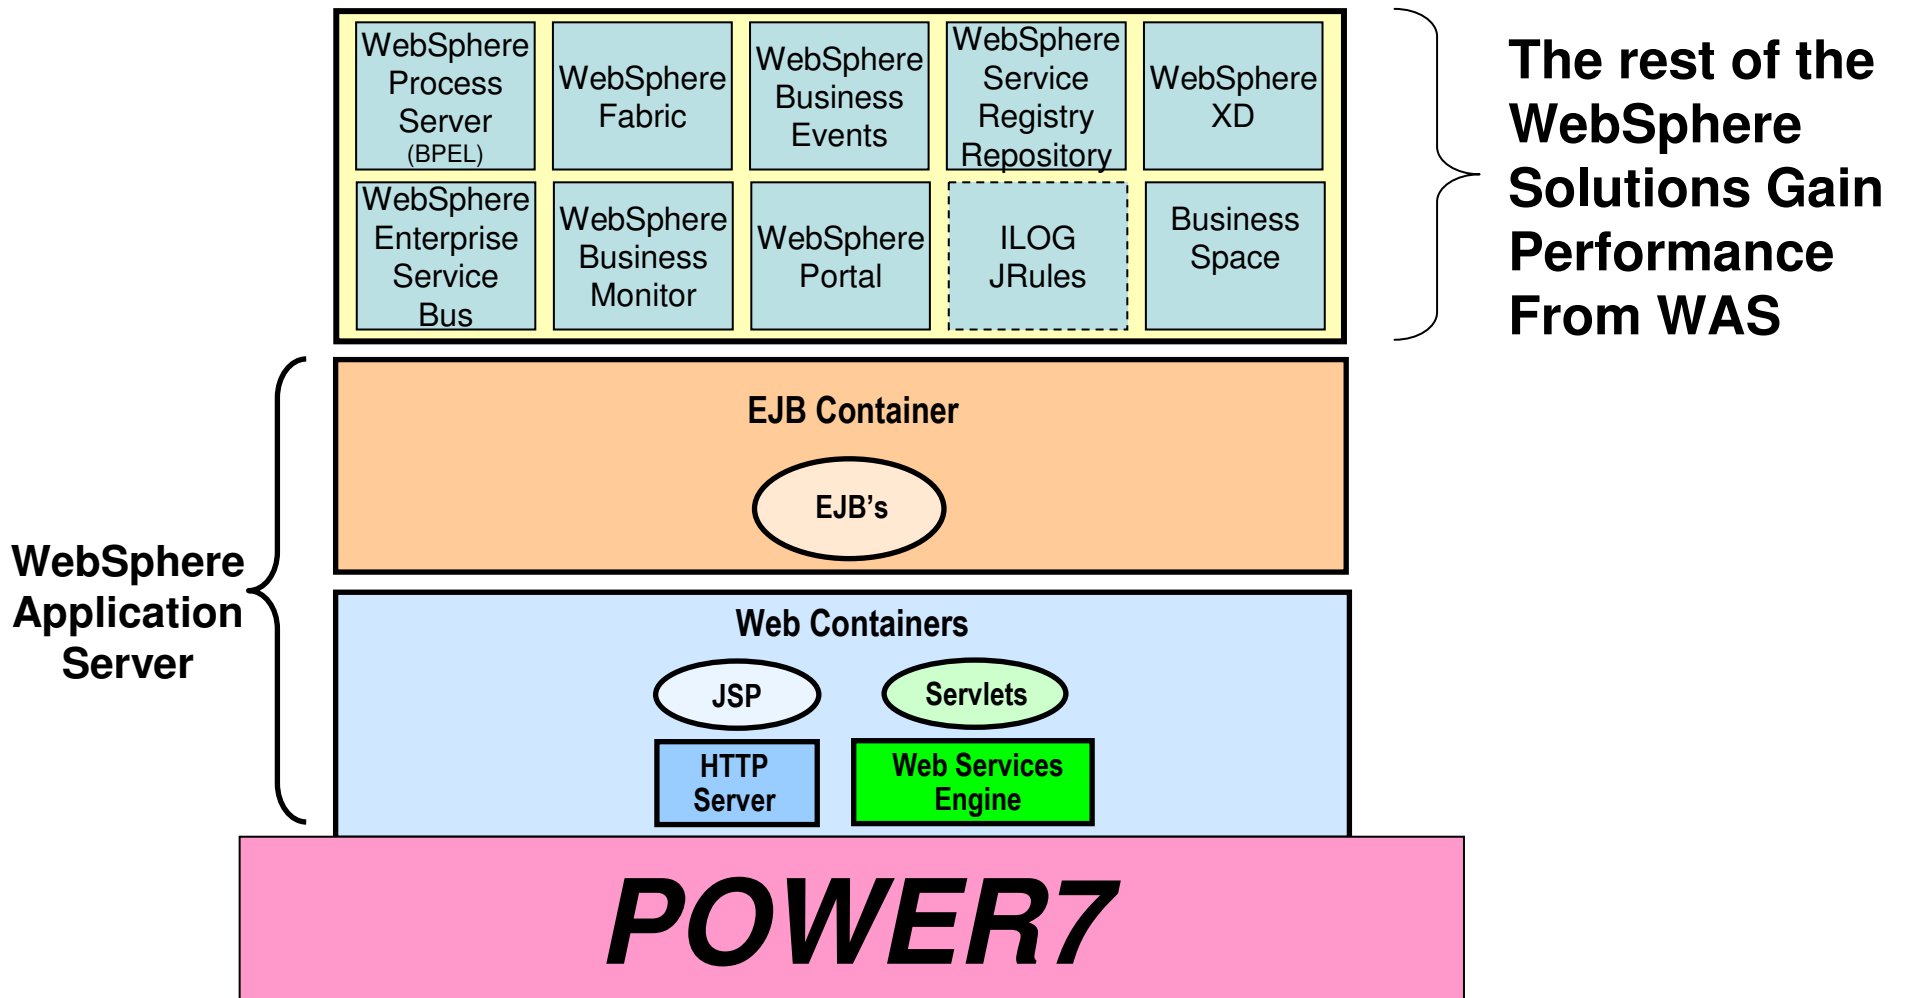 WebSphere
Process
Server
(BPEL)
WebSphere
Fabric
WebSphere
Business
Events
WebSphere
Service
Registry
Repository
WebSphere
XD
WebSphere
Enterprise
Service
Bus
WebSphere
Business
Monitor
WebSphere
Portal
ILOG
JRules
Business
Space
The rest of the
WebSphere
Solutions Gain
Performance
From WAS
EJB Container
EJB's
WebSphere
Application
Server
Web Containers
JSP
Servlets
HTTP
Server
Web Services
Engine
POWER7